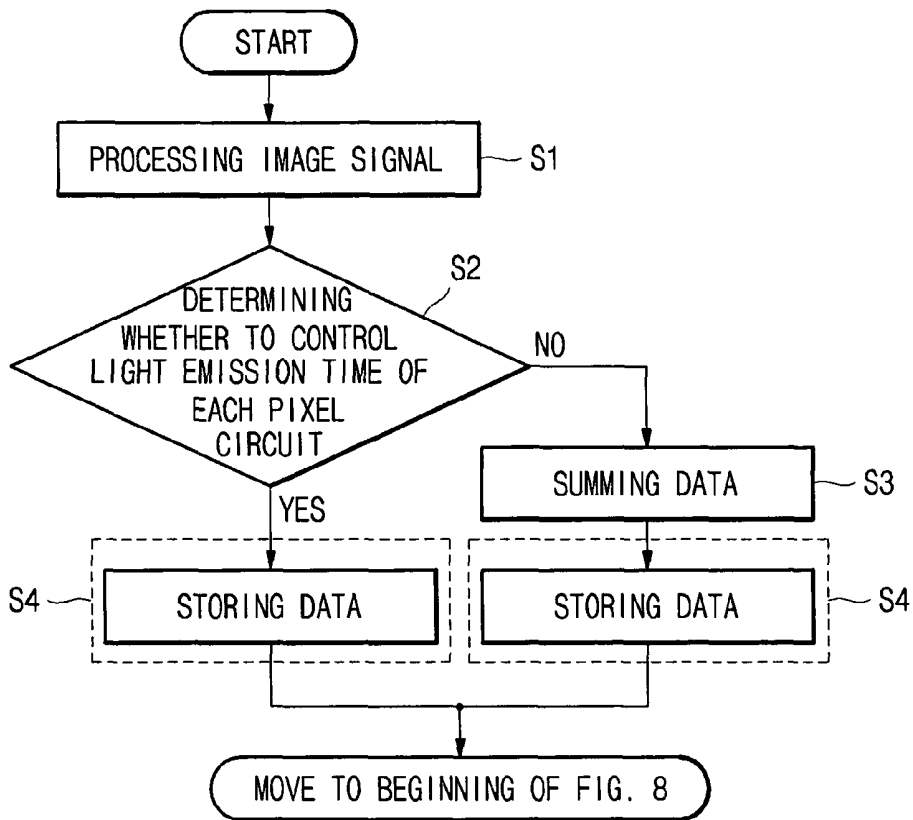 START
PROCESSING IMAGE SIGNAL
S1
S2
DETERMINING
WHETHER TO CONTROL
LIGHT EMISSION TIME OF
EACH PIXEL
CIRCUIT
NO
YES
SUMMING DATA
S3
S4
STORING DATA
STORING DATA
S4
MOVE TO BEGINNING OF FIG. 8